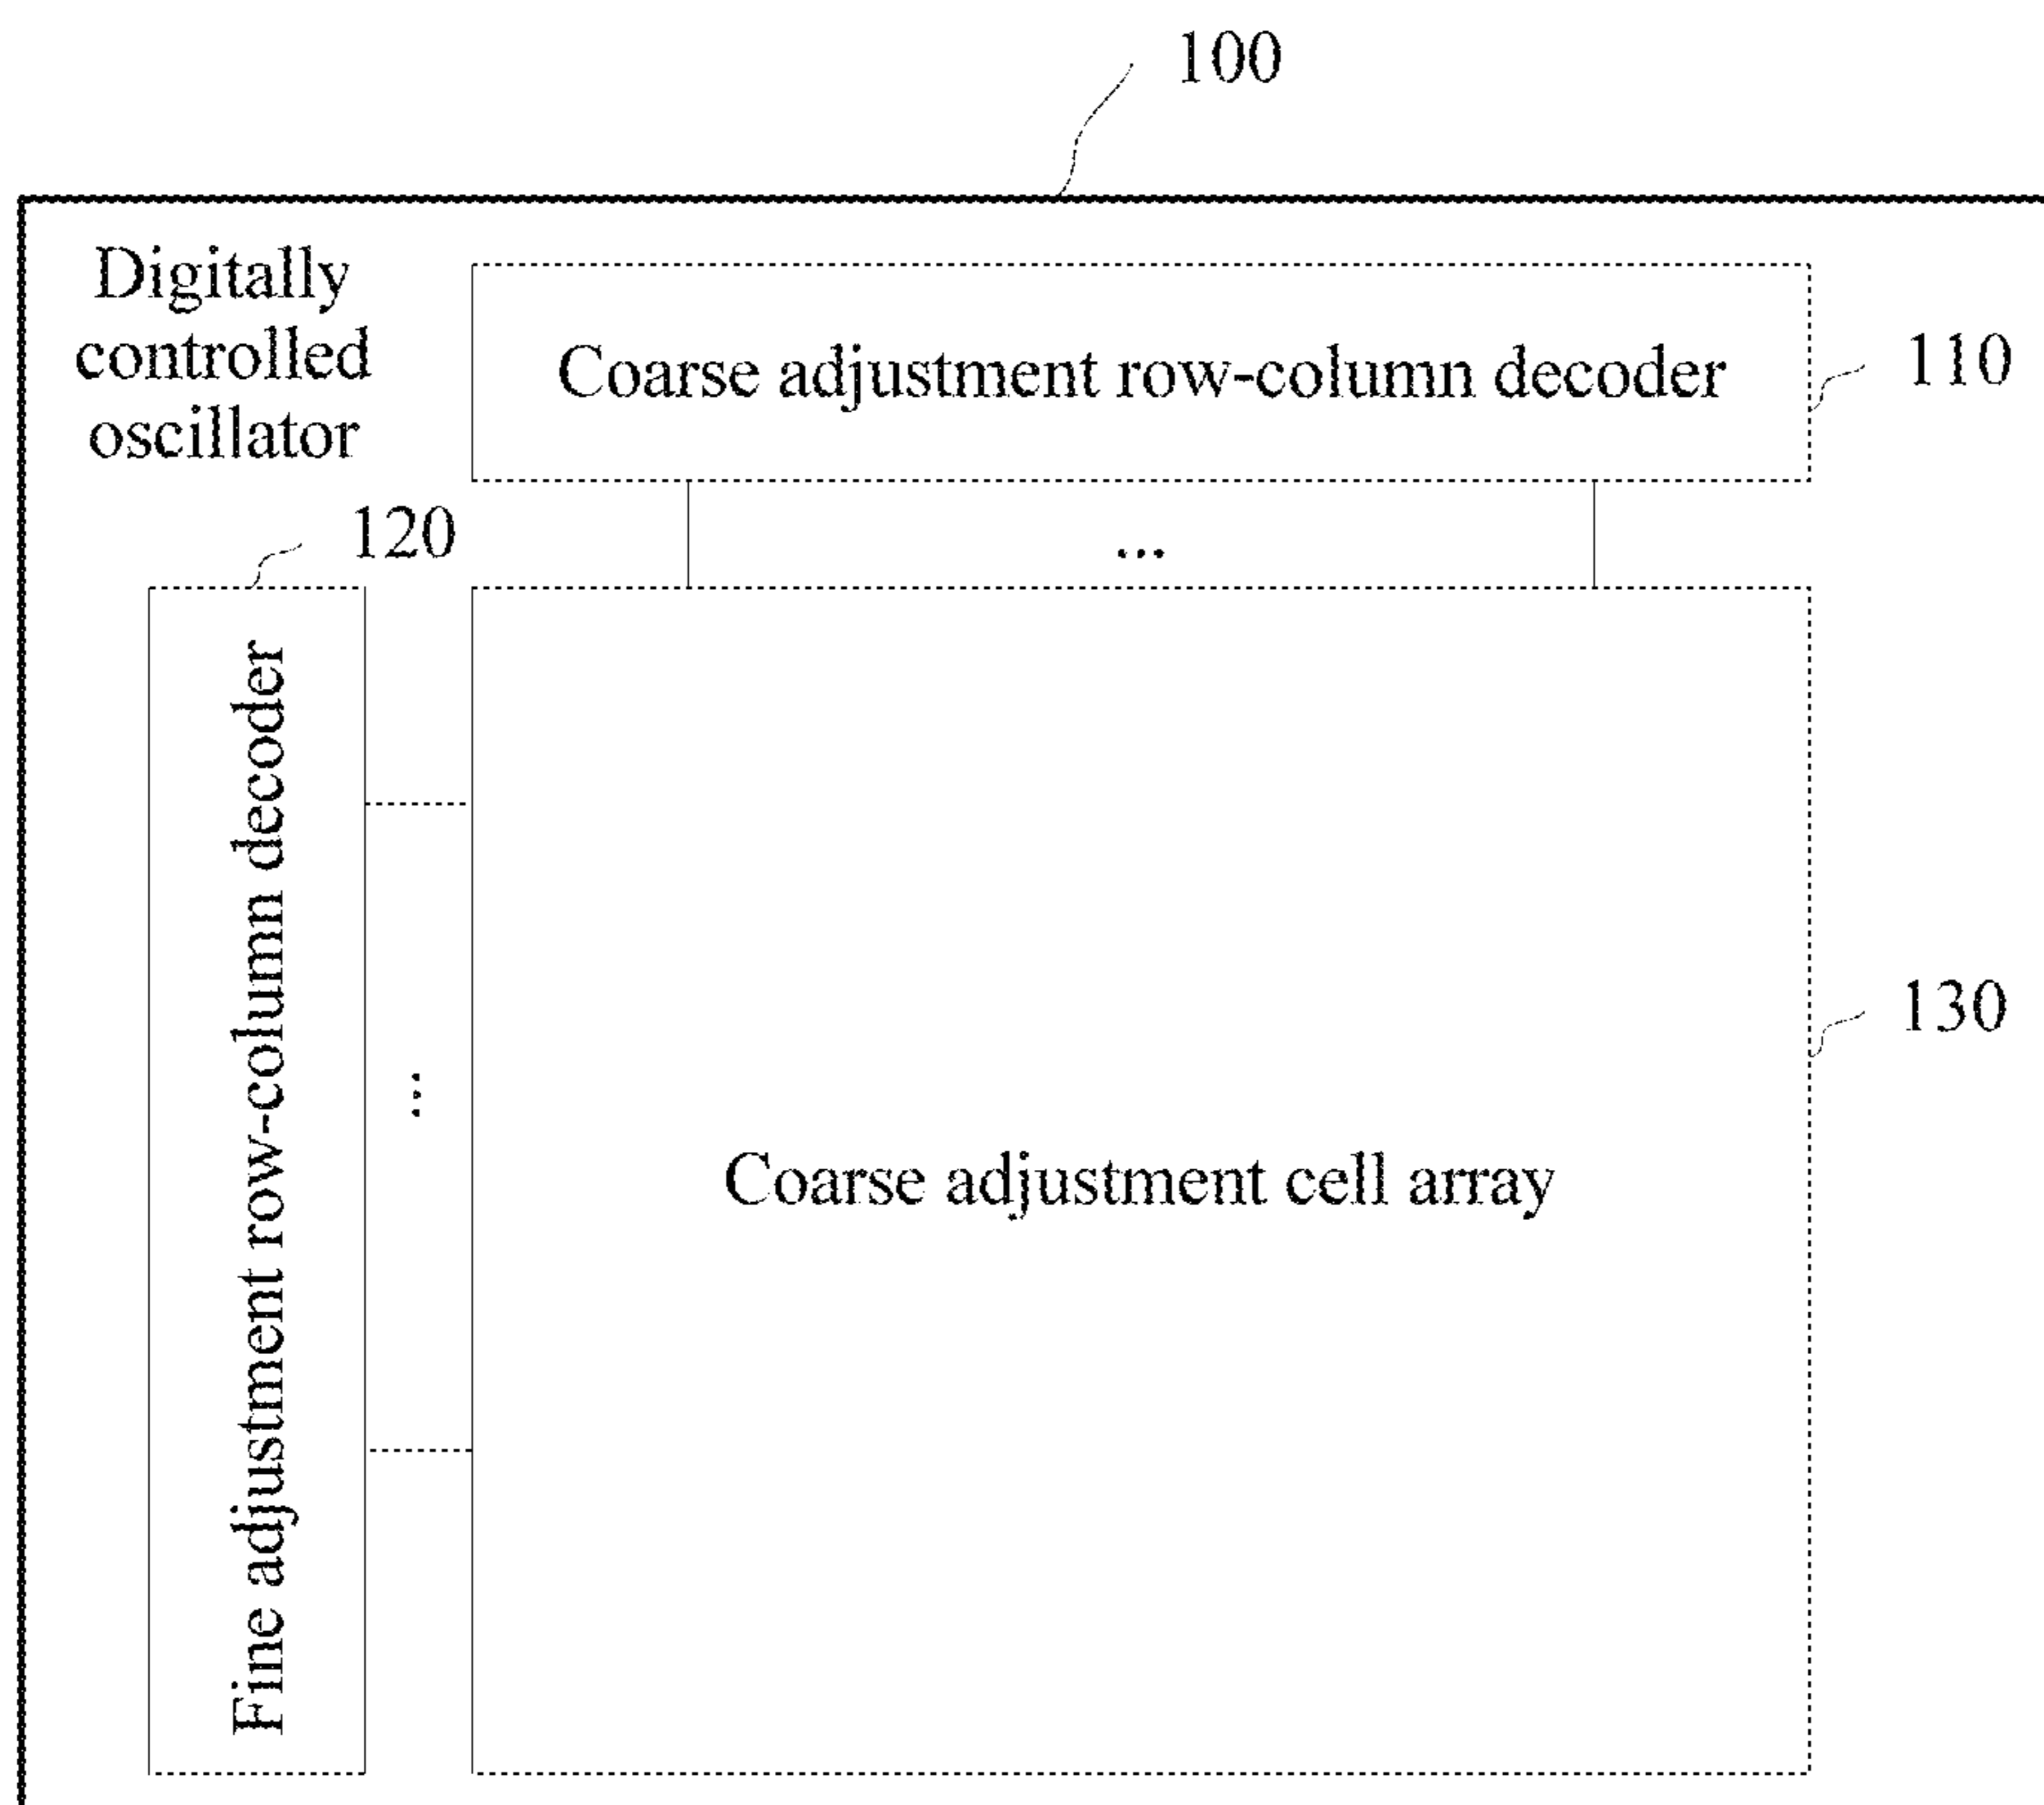 100
Digitally
controlled
oscillator
Coarse adjustment row-column decoder
110
120
...
Fine adjustment row-column decoder
...
130
Coarse adjustment cell array